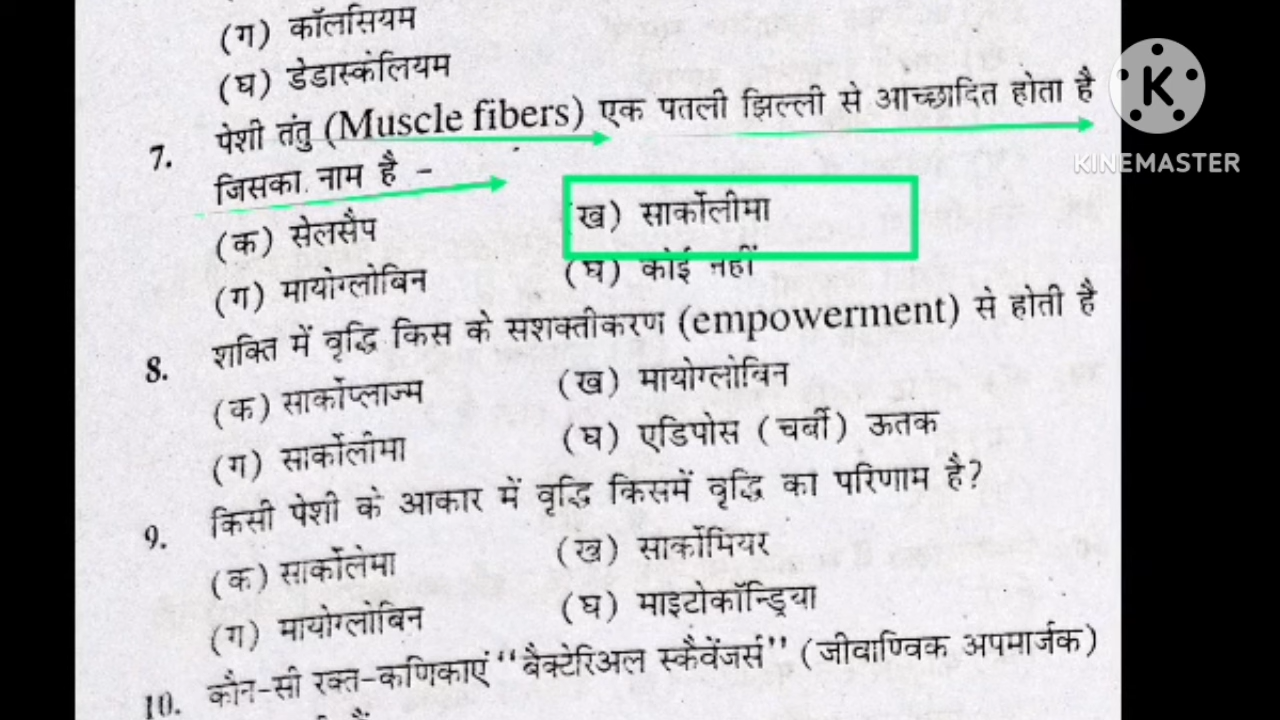 (ग) कॉलसियम
(घ) डेडास्कंलियम
7. पेशी तंतु (Muscle fibers) एक पतली झिल्ली से आच्छादित होता है
जिसका नाम है -
(क) सेलसैप (ख) सार्कोलीमा
(ग) मायोग्लोबिन (घ) कोई नहीं
8. शक्ति में वृद्धि किस के सशक्तीकरण (empowerment) से होती है
(क) सार्कोप्लाज्म (ख) मायोग्लोबिन
(ग) सार्कोलीमा (घ) एडिपोस (चर्बी) ऊतक
9. किसी पेशी के आकार में वृद्धि किसमें वृद्धि का परिणाम है?
(क) सार्कोलेमा (ख) सार्कोमियर
(ग) मायोग्लोबिन (घ) माइटोकॉन्ड्रिया
10. कौन-सी रक्त-कणिकाएं "बैक्टेरिअल स्कैवेंजर्स" (जीवाण्विक अपमार्जक)
K
KINEMASTER